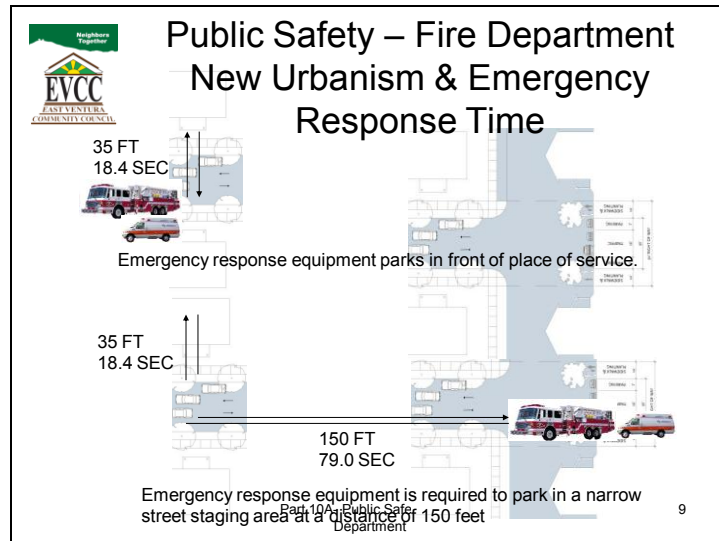 Neighbors
Together
EVCC
EAST VENTURA
COMMUNITY COUNCIL
Public Safety – Fire Department
New Urbanism & Emergency
Response Time
35 FT
18.4 SEC
Emergency response equipment parks in front of place of service.
35 FT
18.4 SEC
150 FT
79.0 SEC
Emergency response equipment is required to park in a narrow
street staging area at a distance of 150 feet
Part 10A- Public Safe
Department
9